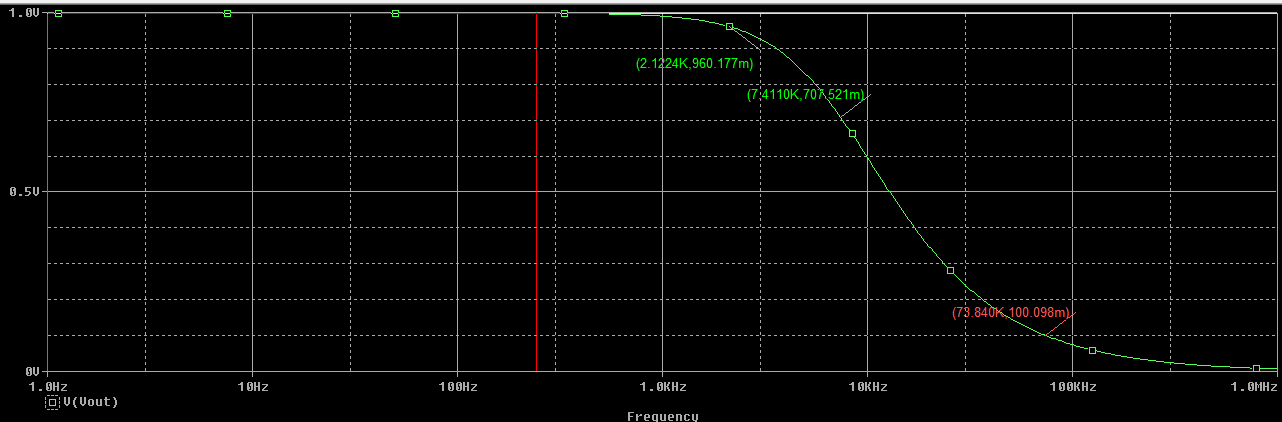 1.0V
(2.1224K,960.177m)
(7.4110K,707.521m)
0.5V
(73.840K,100.098m)
0V
1.0Hz 10Hz 100Hz 1.0KHz 10KHz 100KHz 1.0MHz
V(Vout)
Frequency